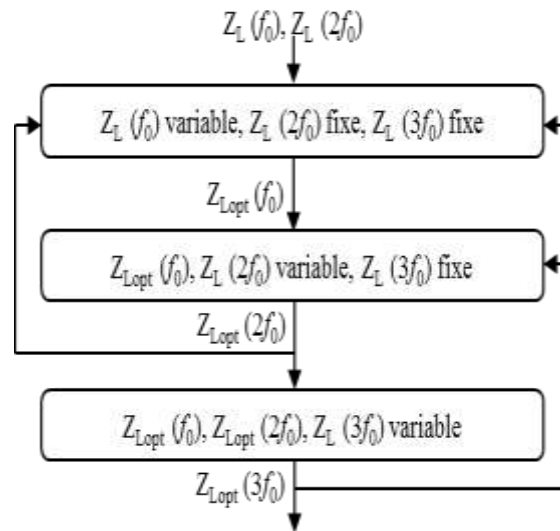 Z_L (f_0), Z_L (2f_0)
Z_L (f_0) variable, Z_L (2f_0) fixe, Z_L (3f_0) fixe
Z_Lopt (f_0)
Z_Lopt (f_0), Z_L (2f_0) variable, Z_L (3f_0) fixe
Z_Lopt (2f_0)
Z_Lopt (f_0), Z_Lopt (2f_0), Z_L (3f_0) variable
Z_Lopt (3f_0)